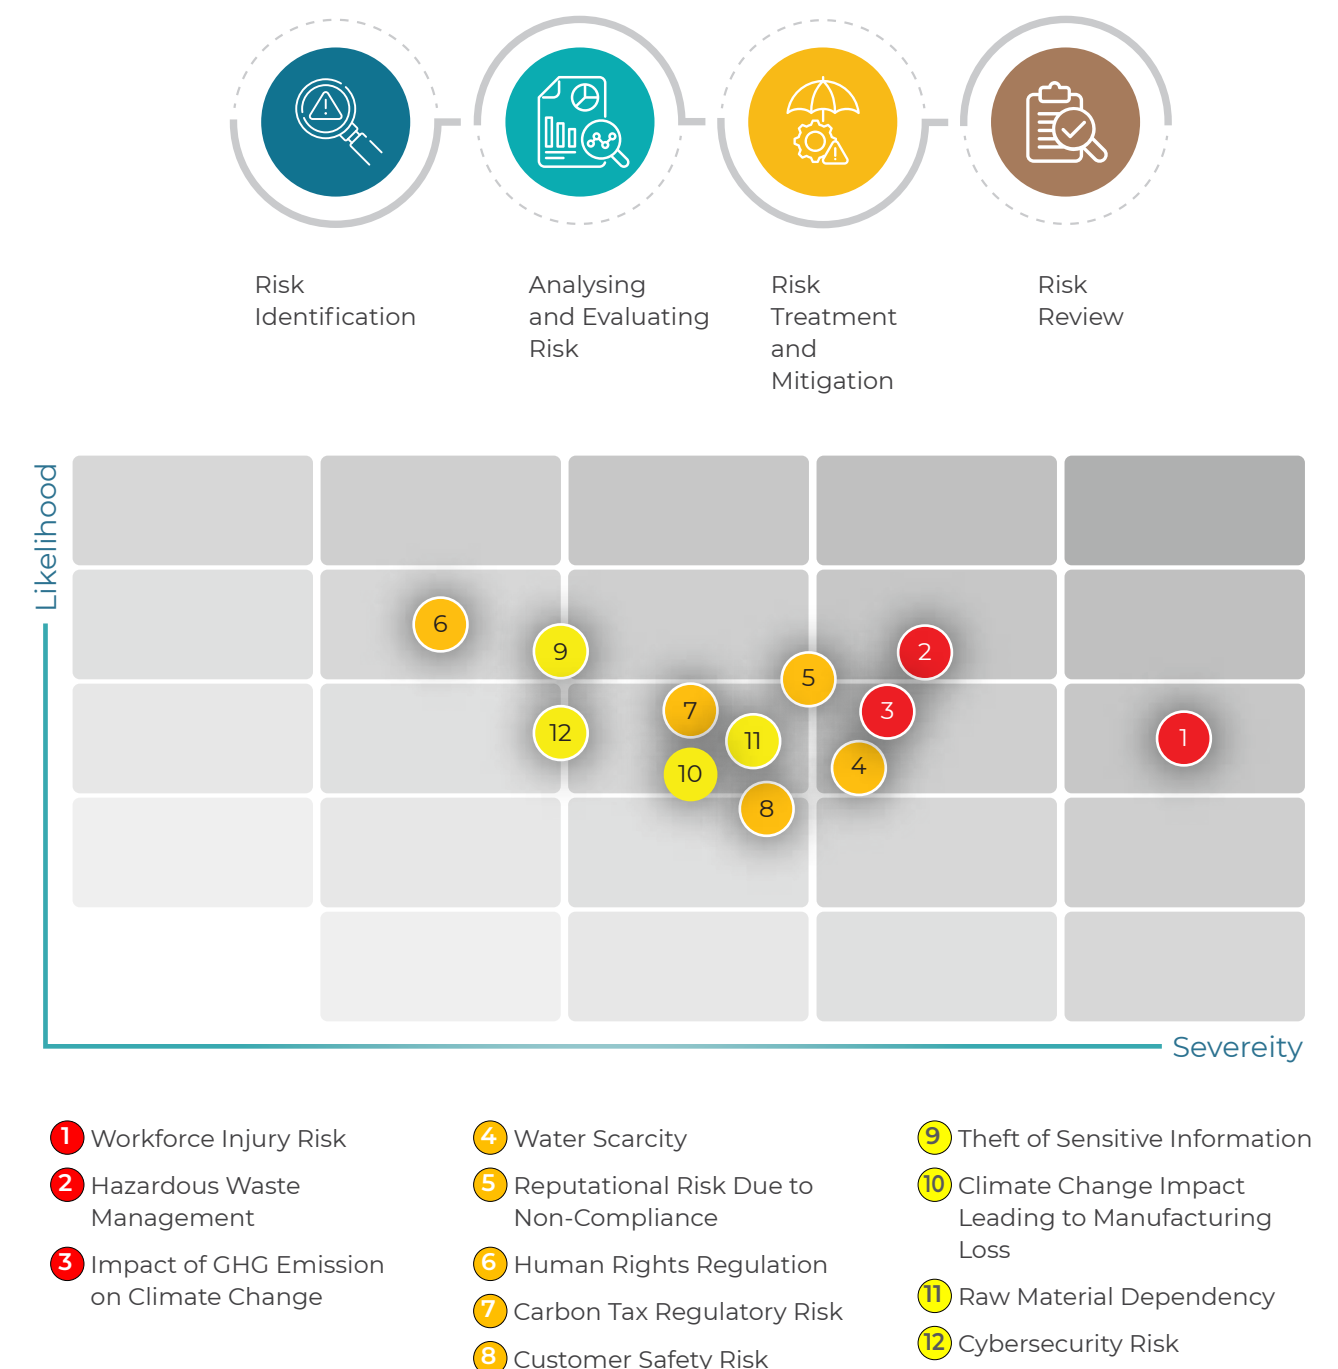 Risk
Identification
Analysing
and Evaluating
Risk
Risk
Treatment
and
Mitigation
Risk
Review
Likelihood
6
9
2
5
7
3
12
11
1
4
10
8
Severeity
1 Workforce Injury Risk
2 Hazardous Waste
Management
3 Impact of GHG Emission
on Climate Change
4 Water Scarcity
5 Reputational Risk Due to
Non-Compliance
6 Human Rights Regulation
7 Carbon Tax Regulatory Risk
8 Customer Safety Risk
9 Theft of Sensitive Information
10 Climate Change Impact
Leading to Manufacturing
Loss
11 Raw Material Dependency
12 Cybersecurity Risk